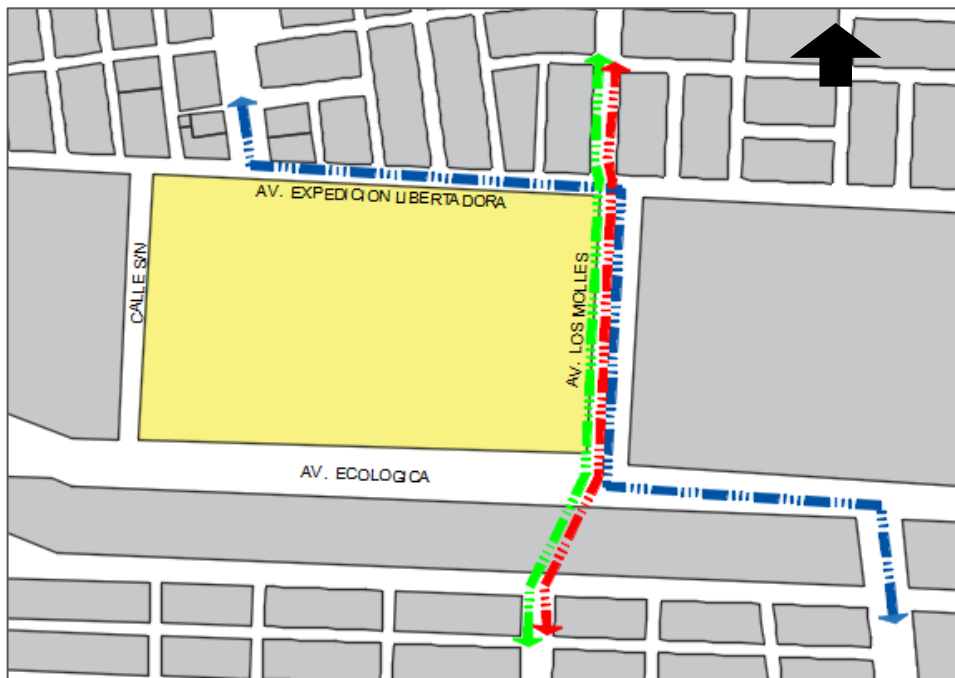 AV. EXPEDICION LIBERTADORA
CALLE S/N
AV. LOS MOLLES
AV. ECOLOGICA